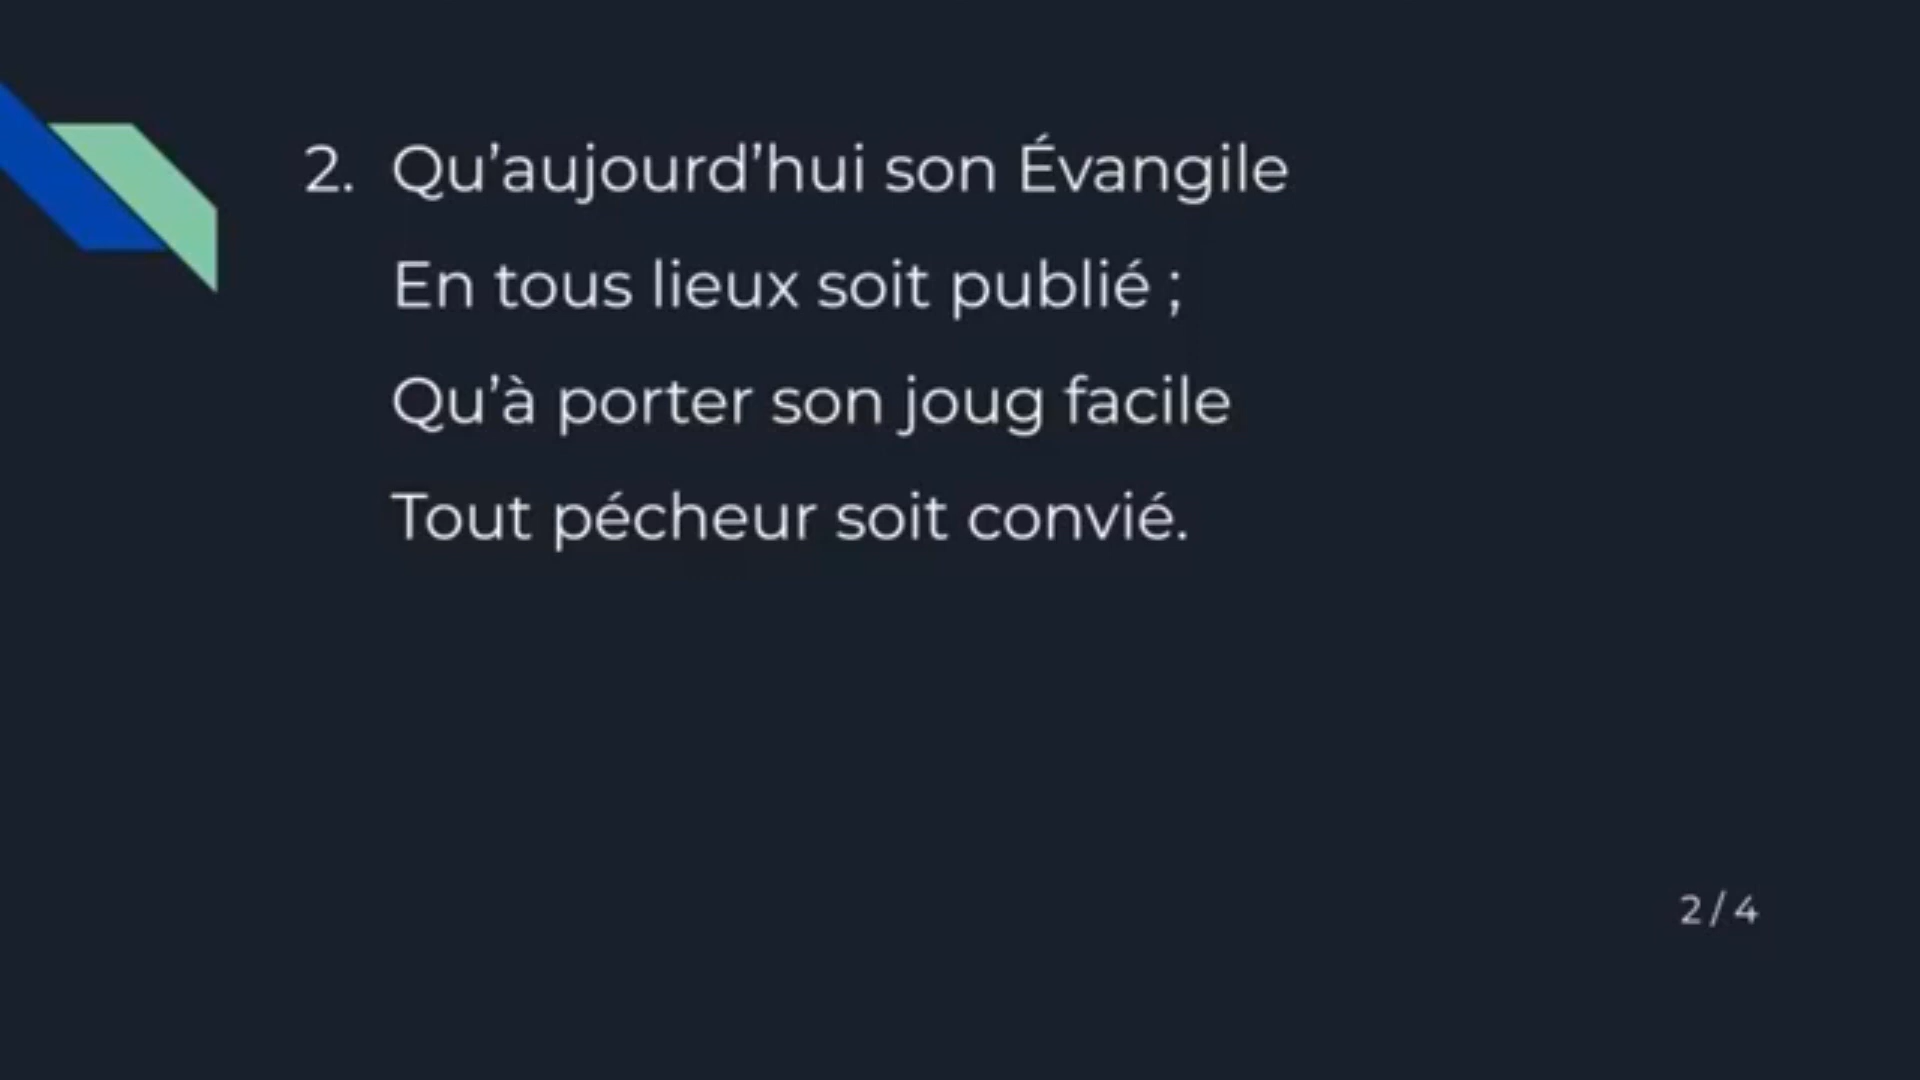 2. Qu’aujourd’hui son Évangile
En tous lieux soit publié ;
Qu’à porter son joug facile
Tout pécheur soit convié.
2 / 4